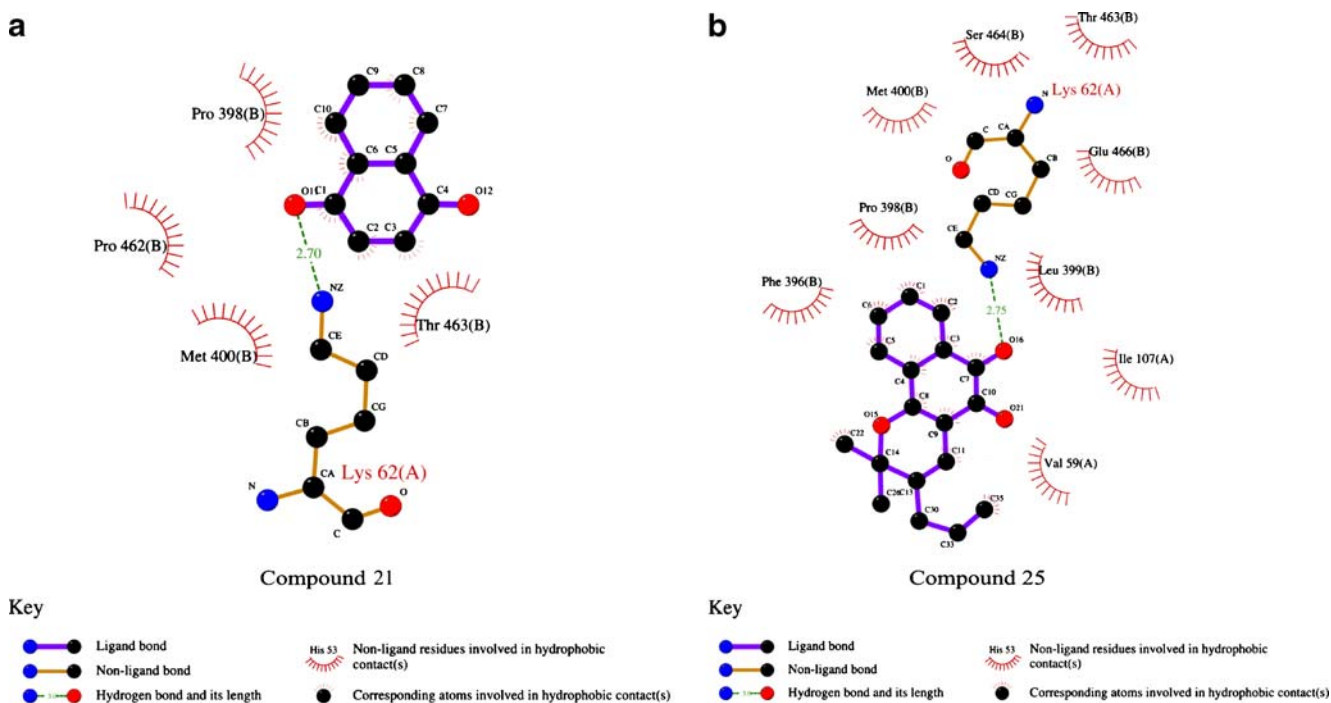 a
C9
C8
Pro 398(B)
C10
C7
C6
C5
O11
C1
C4
O12
C2
C3
Pro 462(B)
2.70
NZ
Thr 463(B)
Met 400(B)
CE
CD
CG
CB
CA
Lys 62(A)
N
O
C
Compound 21
Key
Ligand bond
Non-ligand bond
Hydrogen bond and its length
His 53
Non-ligand residues involved in hydrophobic
contact(s)
Corresponding atoms involved in hydrophobic contact(s)
b
Thr 463(B)
Ser 464(B)
Met 400(B)
N
Lys 62(A)
C
CA
Glu 466(B)
O
CB
CD
CG
Pro 398(B)
CE
NZ
Leu 399(B)
Phe 396(B)
C1
C6
C2
2.75
C5
C3
O16
C4
C7
Ile 107(A)
C8
C10
O15
C9
O21
C22
C11
C14
Val 59(A)
C26
C13
C35
C30
C33
Compound 25
Key
Ligand bond
Non-ligand bond
Hydrogen bond and its length
His 53
Non-ligand residues involved in hydrophobic
contact(s)
Corresponding atoms involved in hydrophobic contact(s)